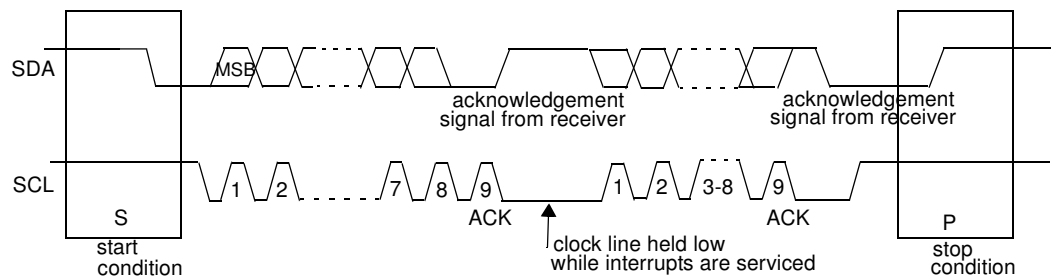 SDA
MSB
acknowledgement
signal from receiver
acknowledgement
signal from receiver
SCL
1 2 7 8 9 1 2 3-8 9
ACK
ACK
S
P
start
condition
clock line held low
while interrupts are serviced
stop
condition